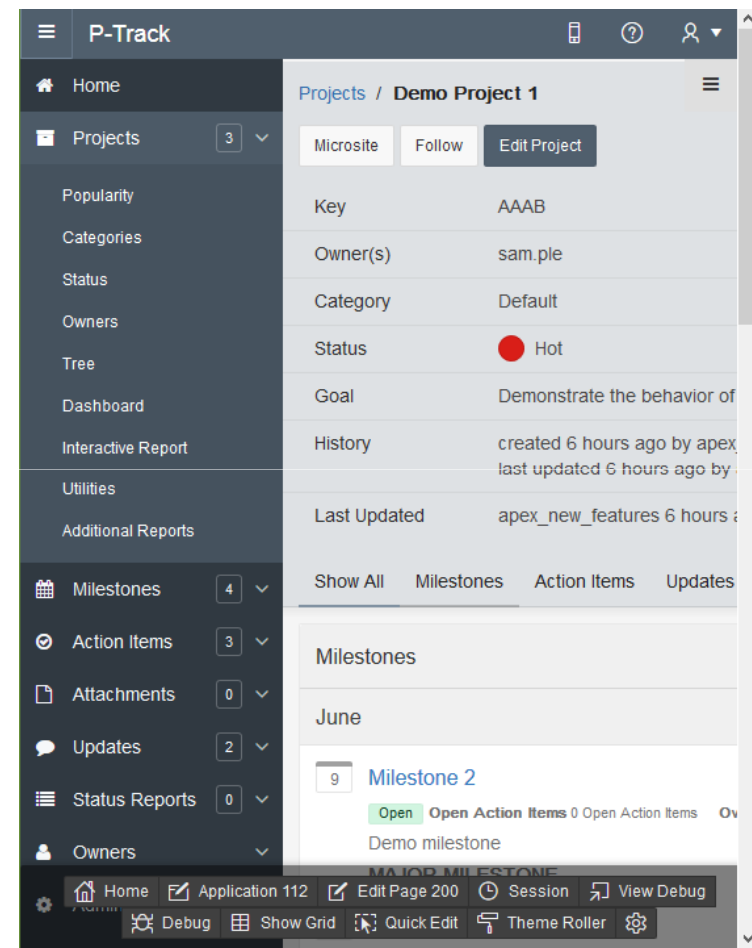 P-Track
Home
Projects 3
Popularity
Categories
Status
Owners
Tree
Dashboard
Interactive Report
Utilities
Additional Reports
Milestones 4
Action Items 3
Attachments 0
Updates 2
Status Reports 0
Owners
Projects / Demo Project 1
Microsite Follow Edit Project
Key AAAB
Owner(s) sam.ple
Category Default
Status Hot
Goal Demonstrate the behavior of
History created 6 hours ago by apex_
last updated 6 hours ago by
Last Updated apex_new_features 6 hours
Show All Milestones Action Items Updates
Milestones
June
9 Milestone 2
Open Open Action Items 0 Open Action Items Ov
Demo milestone
MAJOR MILESTONE
Home Application 112 Edit Page 200 Session View Debug
Debug Show Grid Quick Edit Theme Roller